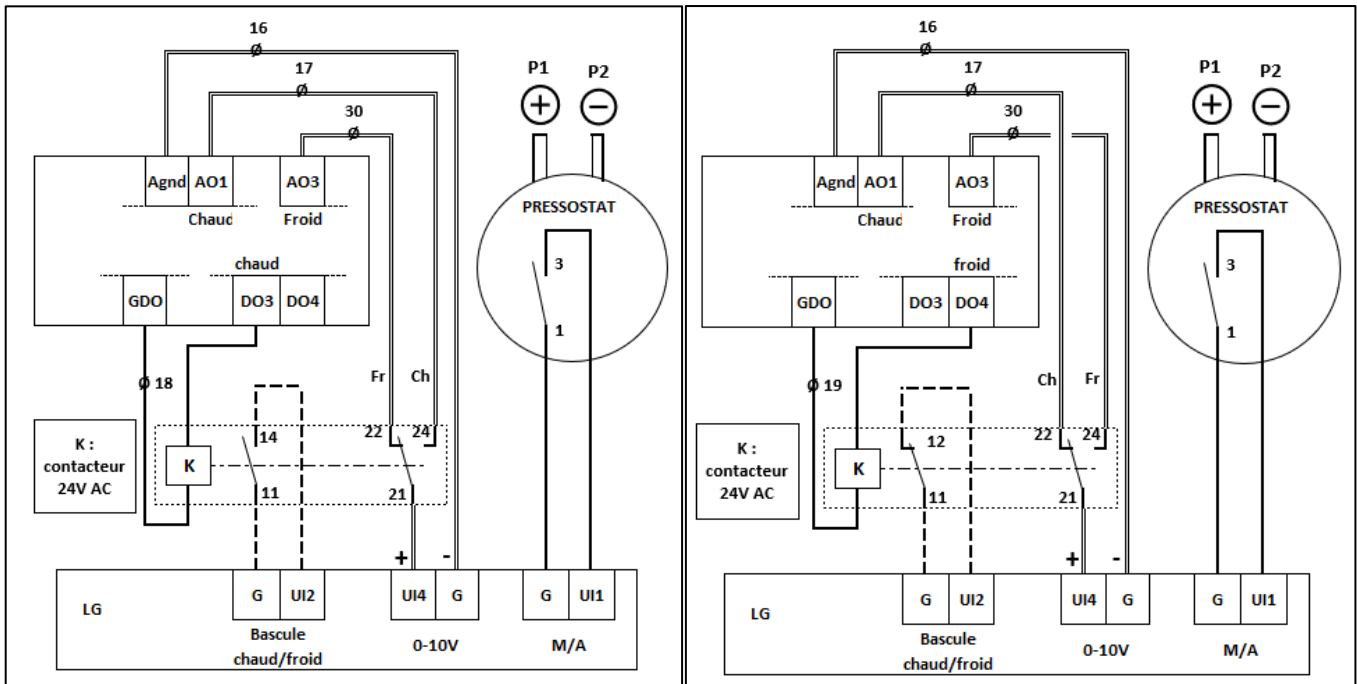 16
17
30
P1
P2
+
−
Agnd AO1 AO3
Chaud Froid
PRESSOSTAT
chaud
3
GDO DO3 DO4
1
Ø 18
Fr Ch
K :
contacteur
24V AC
14 22 24
K
11 21
+ -
LG
G UI2 UI4 G G UI1
Bascule
chaud/froid
0-10V M/A
16
17
30
P1
P2
+
−
Agnd AO1 AO3
Chaud Froid
PRESSOSTAT
froid
3
GDO DO3 DO4
1
Ø 19
Ch Fr
K :
contacteur
24V AC
12 22 24
K
11 21
+ -
LG
G UI2 UI4 G G UI1
Bascule
chaud/froid
0-10V M/A